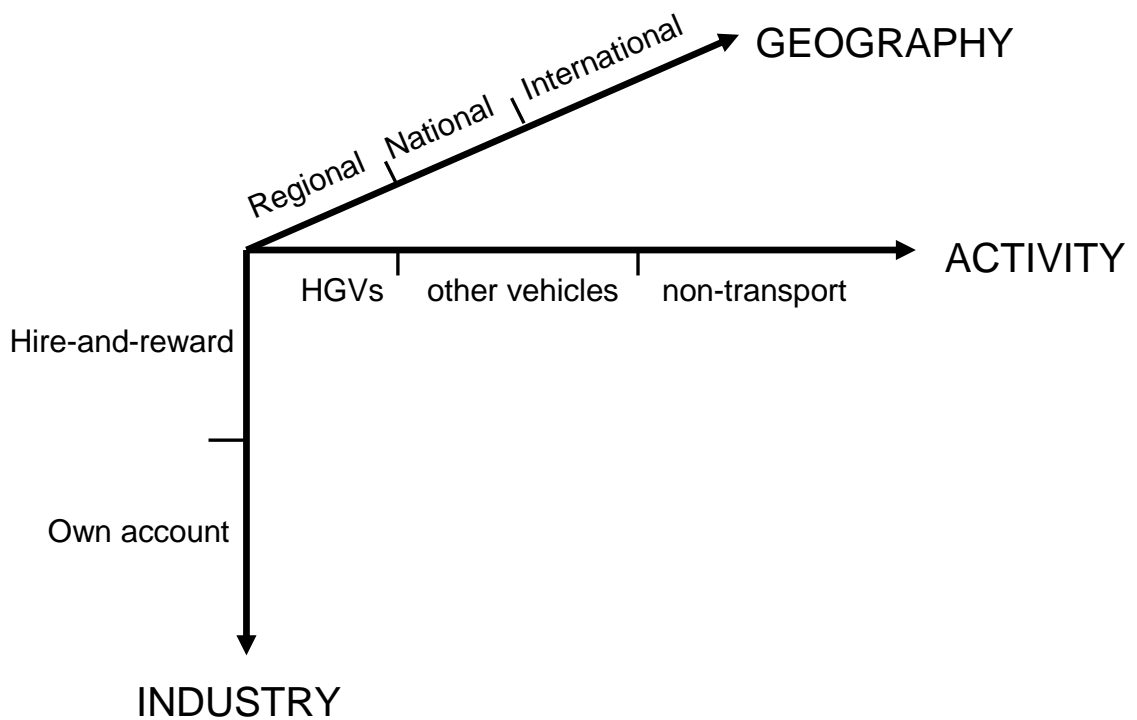 GEOGRAPHY
International
National
Regional
ACTIVITY
HGVs
other vehicles
non-transport
Hire-and-reward
Own account
INDUSTRY